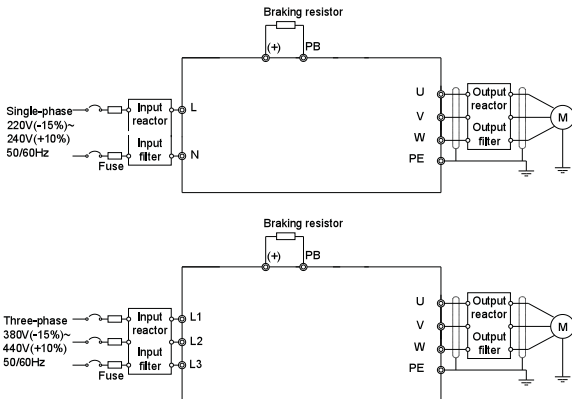 Braking resistor
(+) PB
Single-phase
220V(-15%)~
240V(+10%)
50/60Hz
Fuse
Input
reactor
Input
filter
L
N
U
V
W
PE
Output
reactor
Output
filter
M
Braking resistor
(+) PB
Three-phase
380V(-15%)~
440V(+10%)
50/60Hz
Fuse
Input
reactor
Input
filter
L1
L2
L3
U
V
W
PE
Output
reactor
Output
filter
M